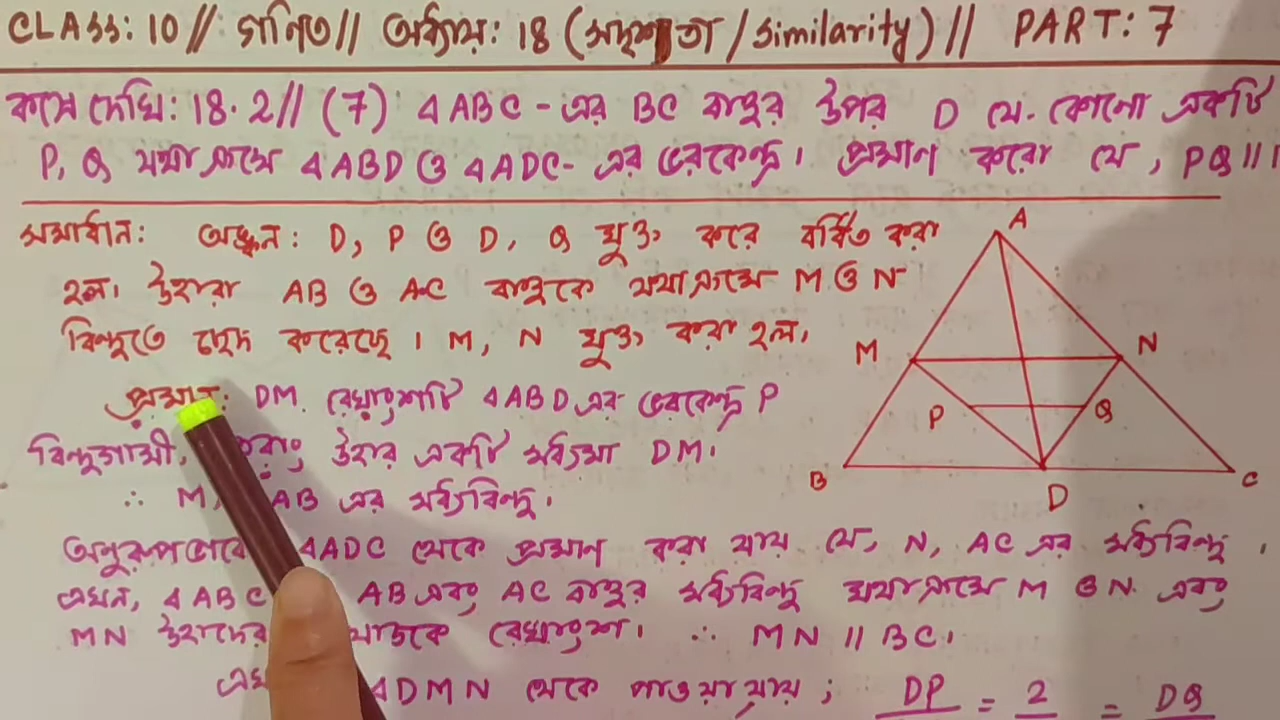 CLASS: 10 // গণিত // অধ্যায়: 18 (সদৃশতা / Similarity) // PART: 7
কষে দেখি: 18.2 // (7) △ABC-এর BC বাহুর উপর D যে-কোনো একটি
P, Q যথাক্রমে △ABD ও △ADC-এর ভরকেন্দ্র। প্রমাণ করো যে, PQ ||
সমাধান: অঙ্কন: D, P ও D, Q যুক্ত করে বর্ধিত করা
হল। উহারা AB ও AC বাহুকে যথাক্রমে M ও N
বিন্দুতে ছেদ করেছে। M, N যুক্ত করা হল।
প্রমাণ: DM রেখাংশটি △ABD এর ভরকেন্দ্র P
বিন্দুগামী, উহার একটি মধ্যমা DM।
∴ M, AB এর মধ্যবিন্দু।
অনুরূপভাবে △ADC থেকে প্রমাণ করা যায় যে, N, AC এর মধ্যবিন্দু।
এখন, △ABC AB এবং AC বাহুর মধ্যবিন্দু যথাক্রমে M ও N এবং
MN উহাদের রেখাংশ। ∴ MN || BC।
△DMN থেকে পাওয়া যায়; DP = 2 = DQ
A
M
N
P
Q
B
D
C